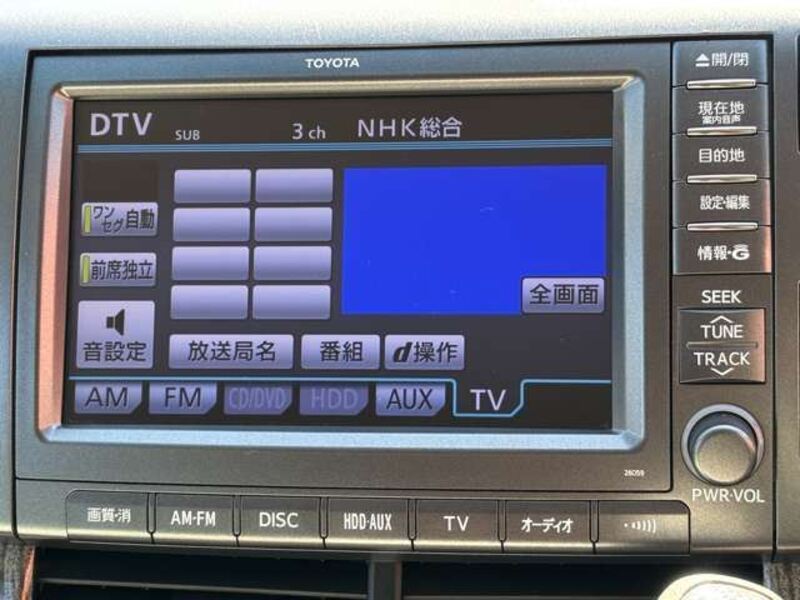 TOYOTA
DTV SUB 3 ch NHK総合
ワン
セグ 自動
前席独立
全画面
音設定 放送局名 番組 d操作
AM FM CD/DVD HDD AUX TV
26059
画質・消 AM・FM DISC HDD・AUX TV オーディオ
開/閉
現在地
案内音声
目的地
設定・編集
情報・G
SEEK
TUNE
TRACK
PWR・VOL